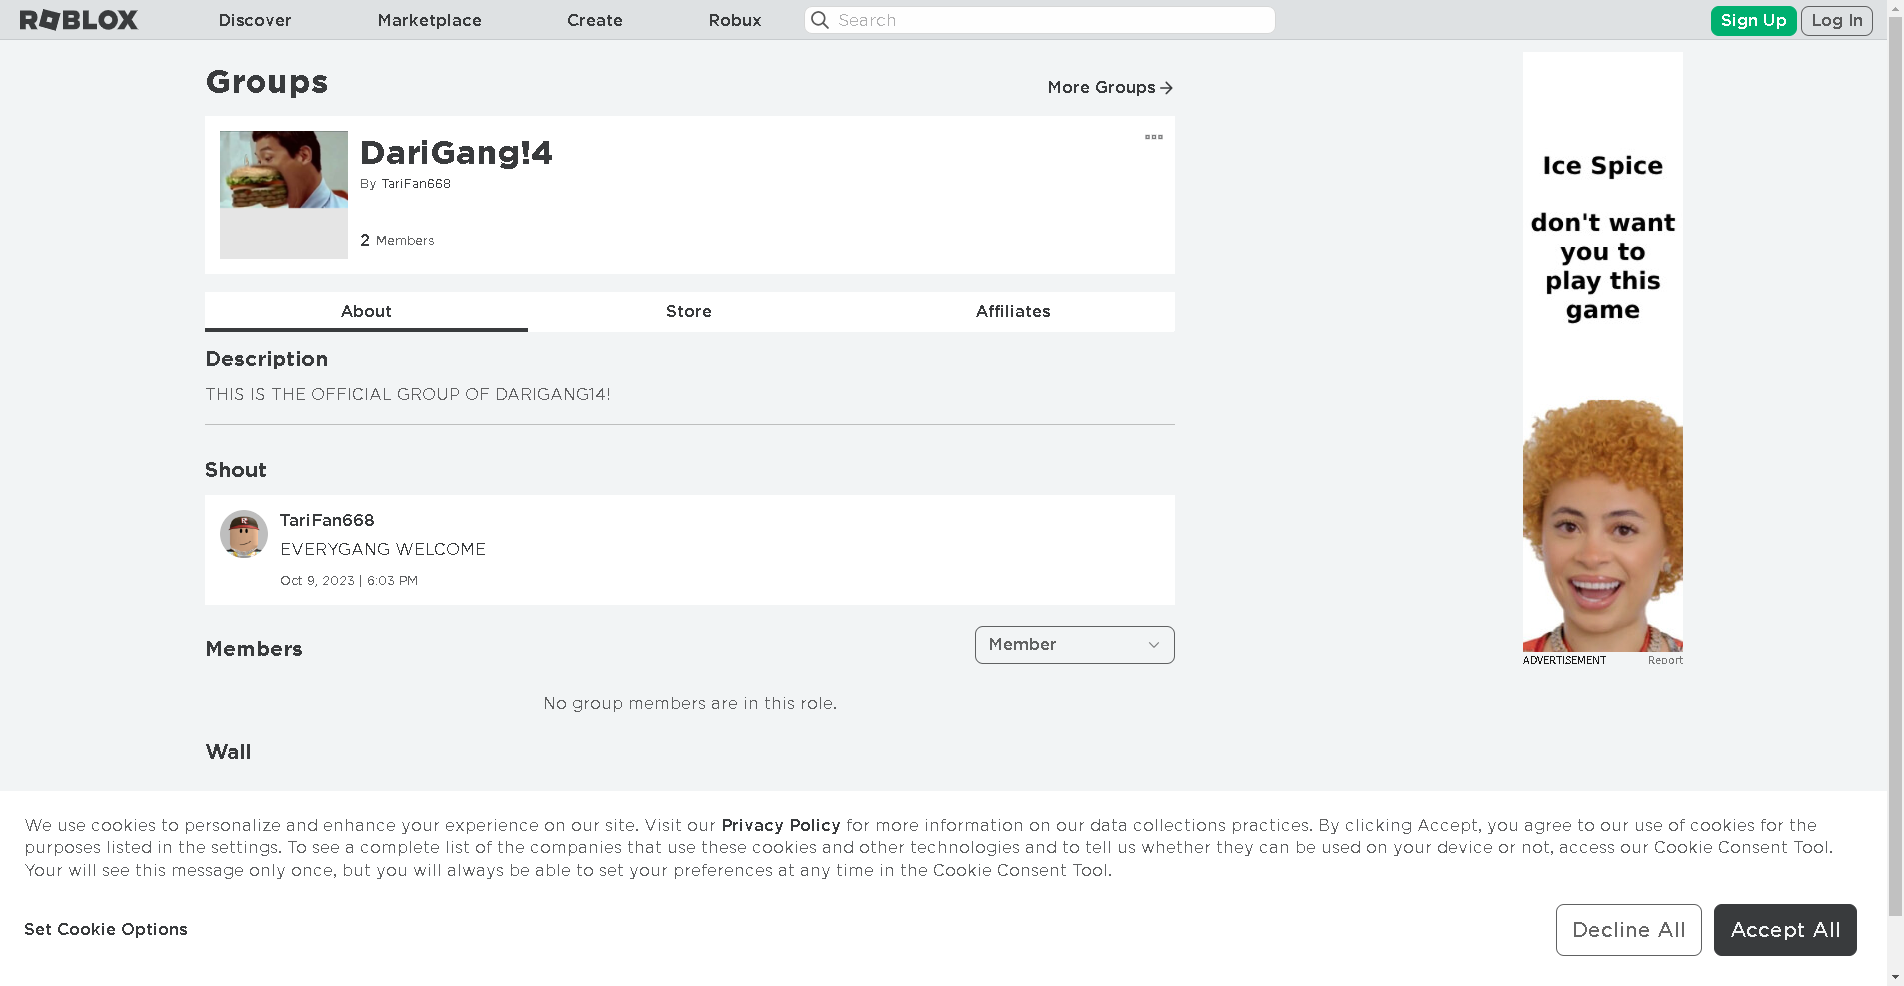 ROBLOX
Discover
Marketplace
Create
Robux
Search
Sign Up
Log In
Groups
More Groups
DariGang!4
By TariFan668
2 Members
About
Store
Affiliates
Description
THIS IS THE OFFICIAL GROUP OF DARIGANG14!
Shout
TariFan668
EVERYGANG WELCOME
Oct 9, 2023 | 6:03 PM
Members
Member
No group members are in this role.
Wall
Ice Spice
don't want
you to
play this
game
ADVERTISEMENT
Report
We use cookies to personalize and enhance your experience on our site. Visit our Privacy Policy for more information on our data collections practices. By clicking Accept, you agree to our use of cookies for the
purposes listed in the settings. To see a complete list of the companies that use these cookies and other technologies and to tell us whether they can be used on your device or not, access our Cookie Consent Tool.
Your will see this message only once, but you will always be able to set your preferences at any time in the Cookie Consent Tool.
Set Cookie Options
Decline All
Accept All